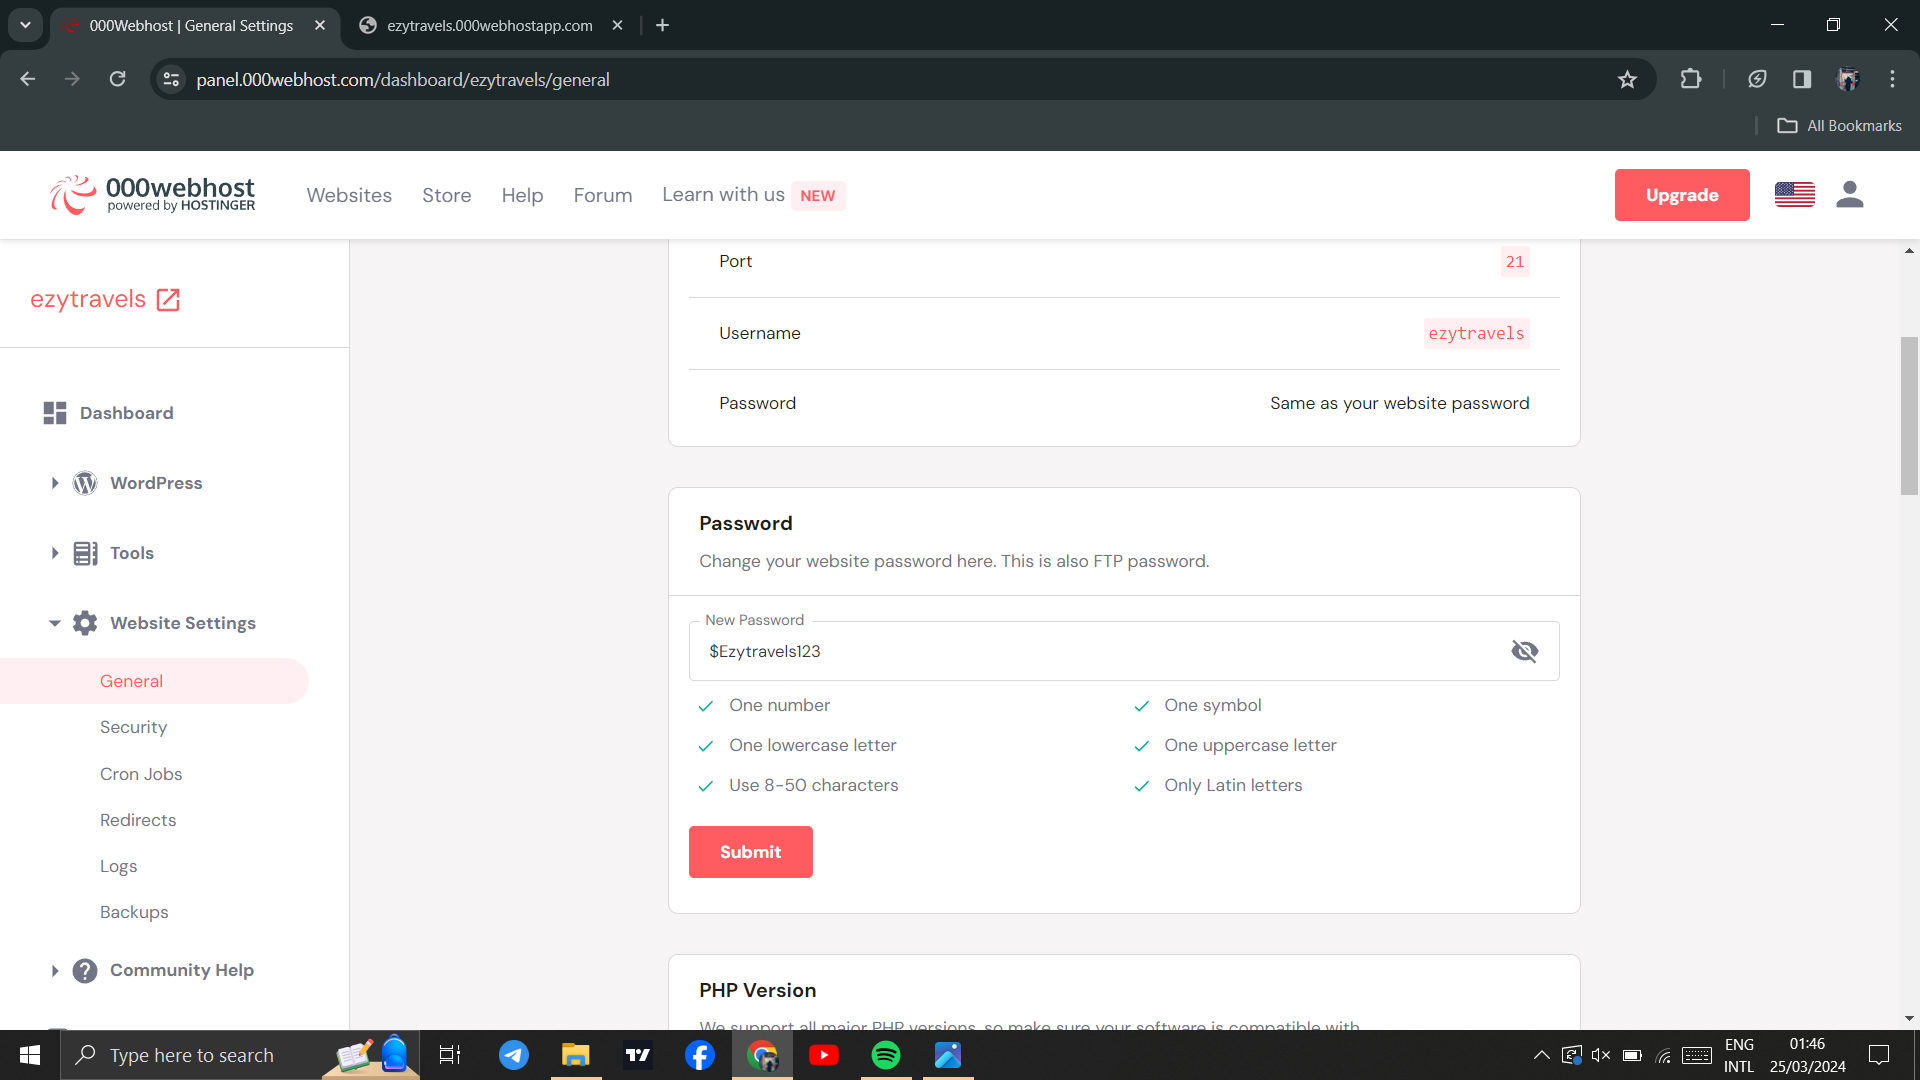 000Webhost | General Settings
ezytravels.000webhostapp.com
panel.000webhost.com/dashboard/ezytravels/general
All Bookmarks
000webhost
powered by HOSTINGER
Websites
Store
Help
Forum
Learn with us NEW
Upgrade
ezytravels
Dashboard
WordPress
Tools
Website Settings
General
Security
Cron Jobs
Redirects
Logs
Backups
Community Help
Port
21
Username
ezytravels
Password
Same as your website password
Password
Change your website password here. This is also FTP password.
New Password
$Ezytravels123
One number
One symbol
One lowercase letter
One uppercase letter
Use 8-50 characters
Only Latin letters
Submit
PHP Version
We support all major PHP versions, so make sure your software is compatible with
Type here to search
ENG
INTL
01:46
25/03/2024